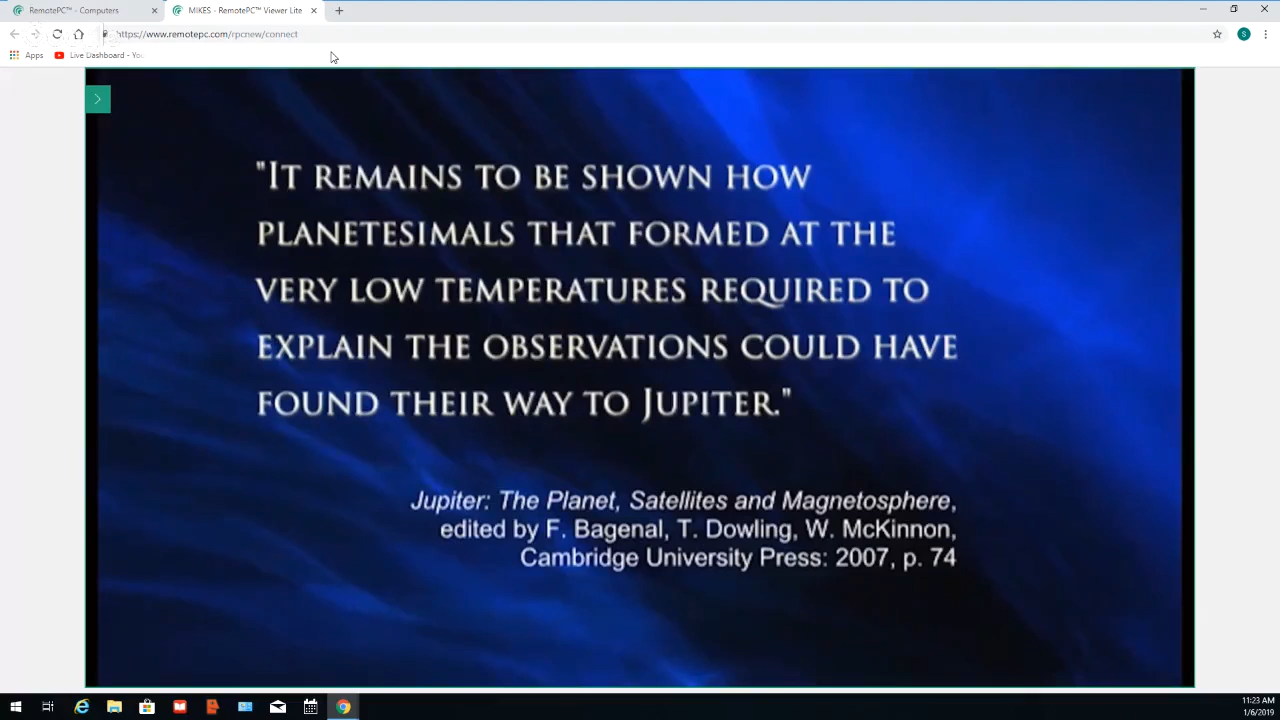 RemotePC™ - Computers
MIKES - RemotePC™ Viewer Lite
https://www.remotepc.com/rpcnew/connect
S
Apps
Live Dashboard - You
"It remains to be shown how
planetesimals that formed at the
very low temperatures required to
explain the observations could have
found their way to Jupiter."
Jupiter: The Planet, Satellites and Magnetosphere,
edited by F. Bagenal, T. Dowling, W. McKinnon,
Cambridge University Press: 2007, p. 74
11:23 AM
1/6/2019